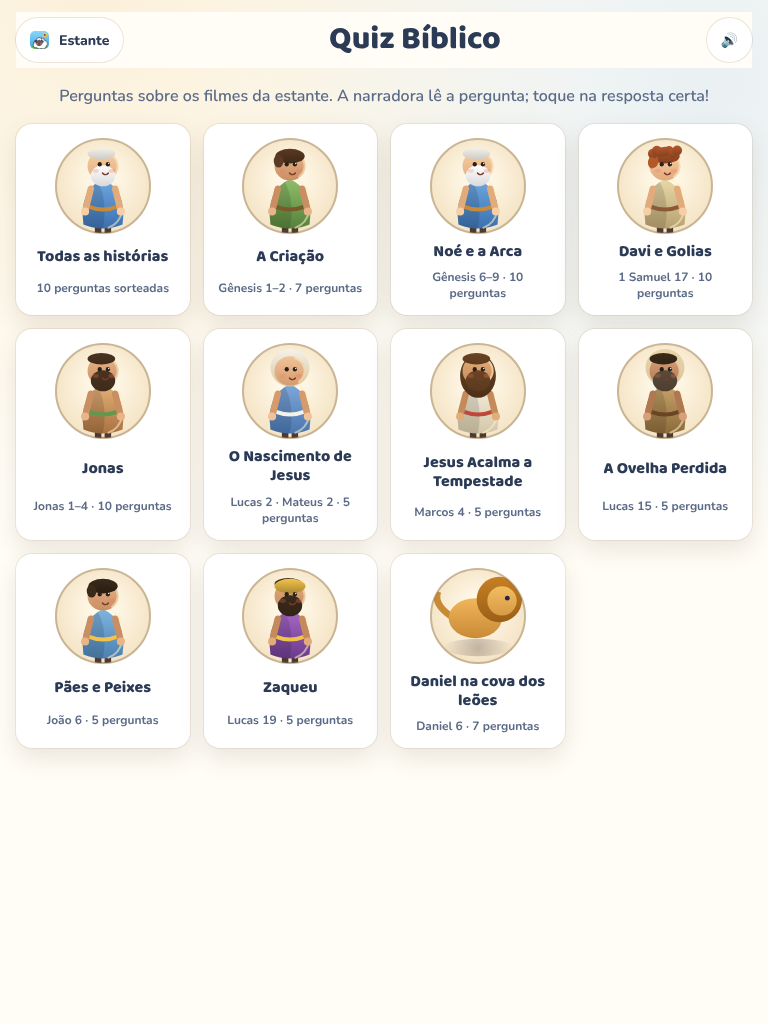 Estante
Quiz Bíblico
Perguntas sobre os filmes da estante. A narradora lê a pergunta; toque na resposta certa!
Todas as histórias
10 perguntas sorteadas
A Criação
Gênesis 1–2 · 7 perguntas
Noé e a Arca
Gênesis 6–9 · 10
perguntas
Davi e Golias
1 Samuel 17 · 10
perguntas
Jonas
Jonas 1–4 · 10 perguntas
O Nascimento de
Jesus
Lucas 2 · Mateus 2 · 5
perguntas
Jesus Acalma a
Tempestade
Marcos 4 · 5 perguntas
A Ovelha Perdida
Lucas 15 · 5 perguntas
Pães e Peixes
João 6 · 5 perguntas
Zaqueu
Lucas 19 · 5 perguntas
Daniel na cova dos
leões
Daniel 6 · 7 perguntas